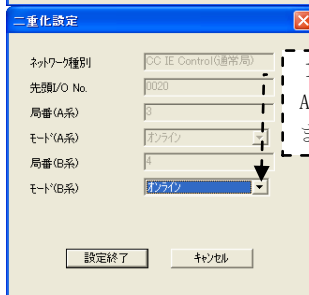 二重化設定
ネットワーク種別 CC IE Control(通常局)
先頭I/O No. 0020
局番(A系) 3
モード(A系) オンライン
局番(B系) 4
モード(B系) オンライン
設定終了 キャンセル
A